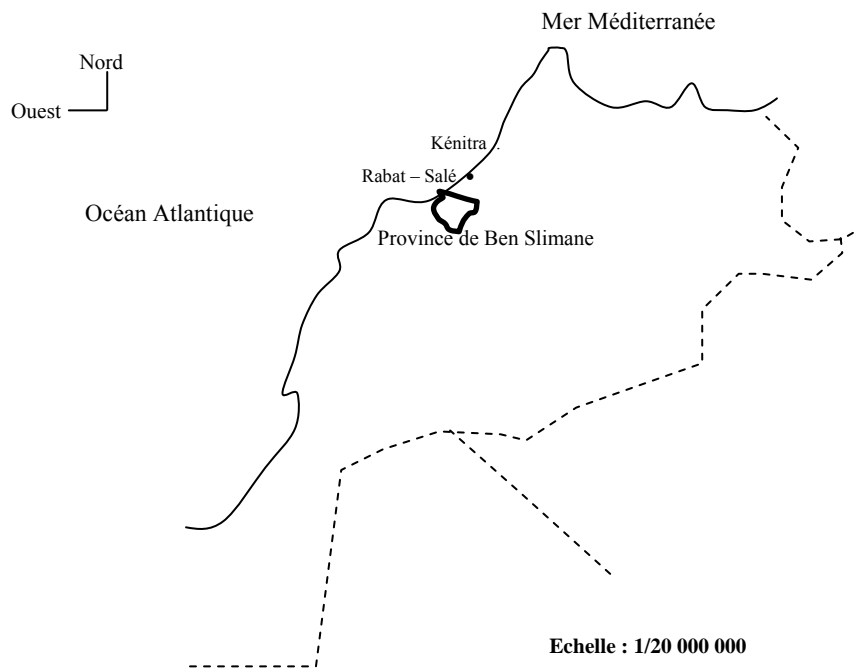 Mer Méditerranée
Nord
Ouest
Kénitra .
Rabat – Salé
Océan Atlantique
Province de Ben Slimane
Echelle : 1/20 000 000